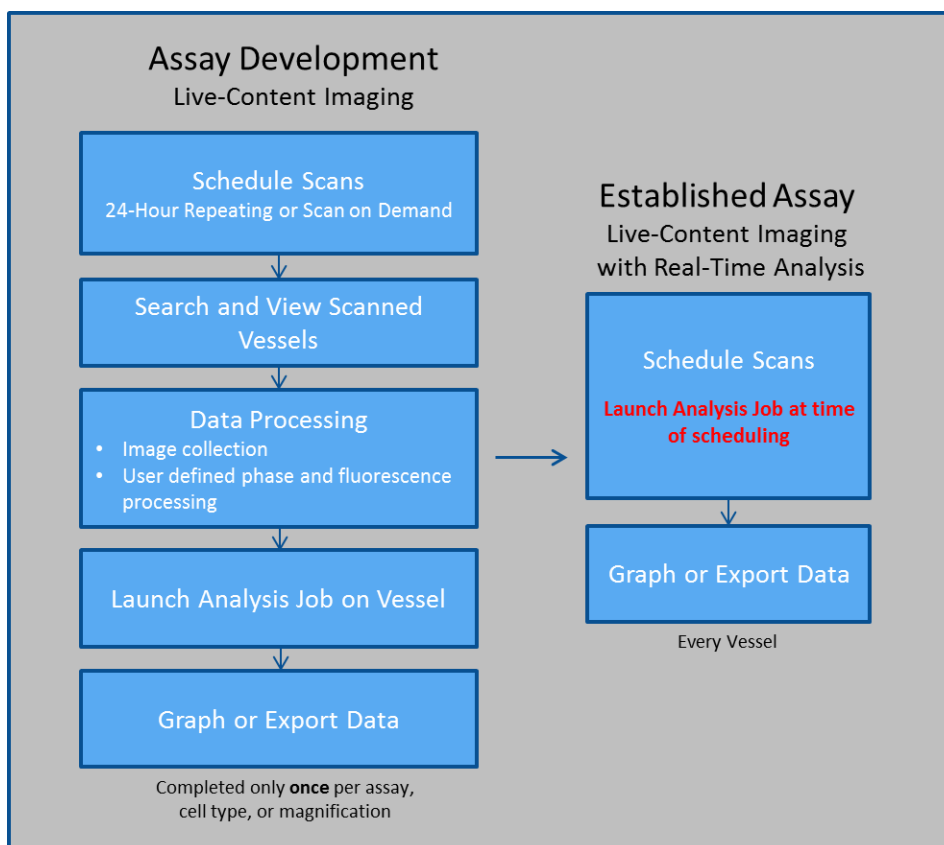 Assay Development
Live-Content Imaging
Schedule Scans
24-Hour Repeating or Scan on Demand
Search and View Scanned
Vessels
Data Processing
• Image collection
• User defined phase and fluorescence
processing
Launch Analysis Job on Vessel
Graph or Export Data
Completed only once per assay,
cell type, or magnification
Established Assay
Live-Content Imaging
with Real-Time Analysis
Schedule Scans
Launch Analysis Job at time
of scheduling
Graph or Export Data
Every Vessel